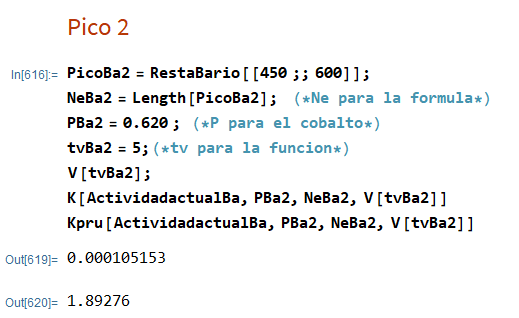 Pico 2
In[616]:= PicoBa2 = RestaBario[[450 ;; 600]];
NeBa2 = Length[PicoBa2]; (*Ne para la formula*)
PBa2 = 0.620 ; (*P para el cobalto*)
tvBa2 = 5; (*tv para la funcion*)
V[tvBa2];
K[ActividadactualBa, PBa2, NeBa2, V[tvBa2]]
Kpru[ActividadactualBa, PBa2, NeBa2, V[tvBa2]]
Out[619]= 0.000105153
Out[620]= 1.89276